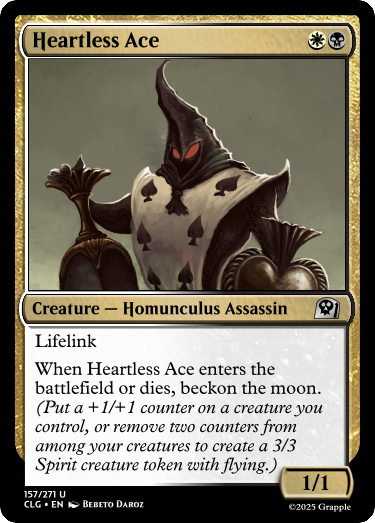 Heartless Ace
Creature — Homunculus Assassin
Lifelink
When Heartless Ace enters the
battlefield or dies, beckon the moon.
(Put a +1/+1 counter on a creature you
control, or remove two counters from
among your creatures to create a 3/3
Spirit creature token with flying.)
1/1
157/271 U
CLG • EN Bebeto Daroz
©2025 Grapple